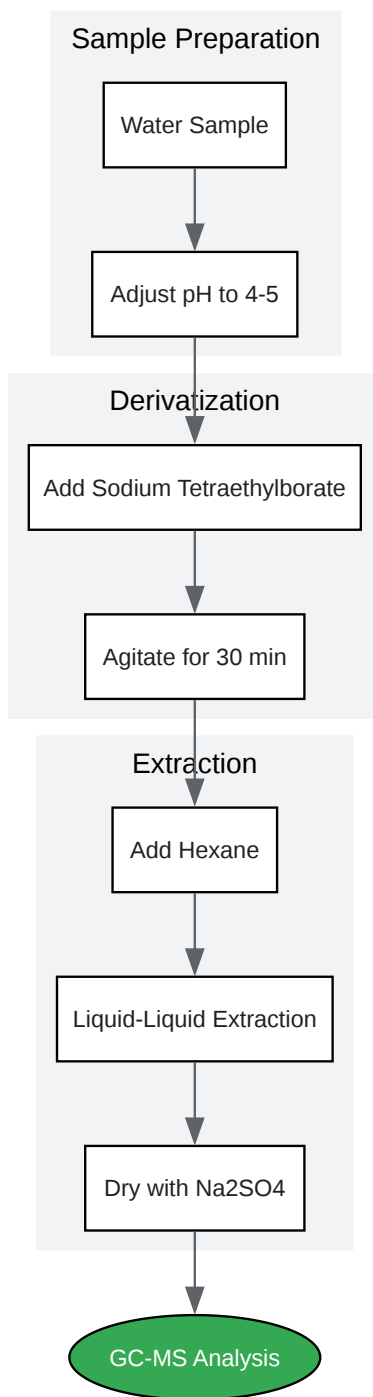 Sample Preparation
Water Sample
Adjust pH to 4-5
Derivatization
Add Sodium Tetraethylborate
Agitate for 30 min
Extraction
Add Hexane
Liquid-Liquid Extraction
Dry with Na2SO4
GC-MS Analysis